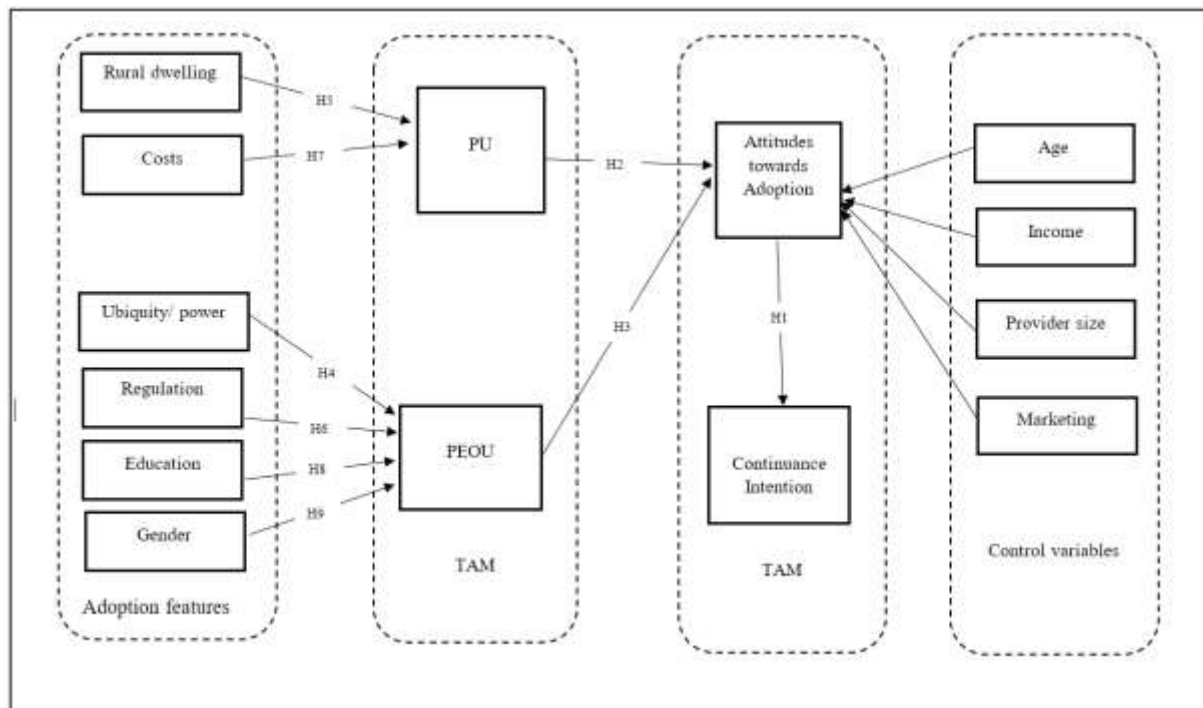 Rural dwelling
Costs
Ubiquity/ power
Regulation
Education
Gender
Adoption features
H5
H7
H4
H6
H8
H9
PU
PEOU
TAM
H2
H3
Attitudes
towards
Adoption
H1
Continuance
Intention
TAM
Age
Income
Provider size
Marketing
Control variables